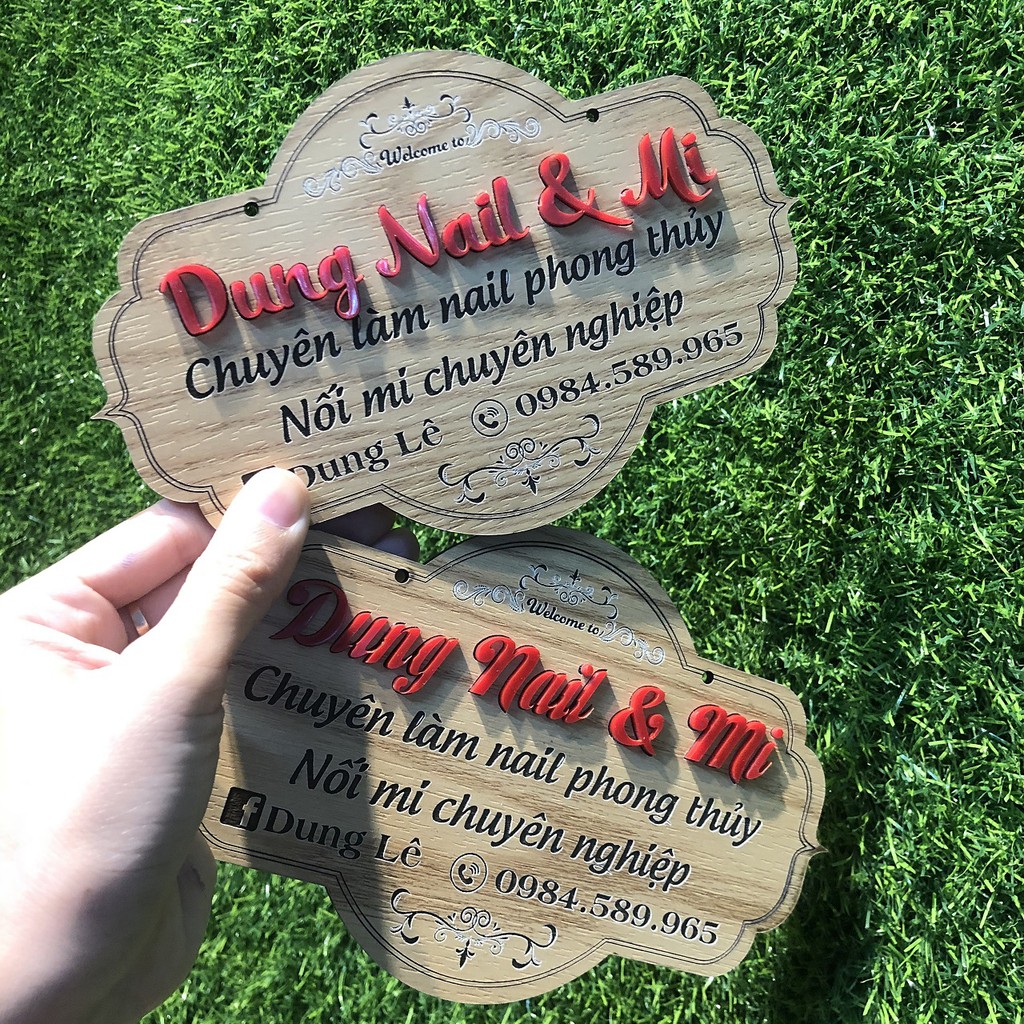 Welcome to
Dung Nail & Mi
Chuyên làm nail phong thủy
Nối mi chuyên nghiệp
Dung Lê 0984.589.965
Welcome to
Dung Nail & Mi
Chuyên làm nail phong thủy
Nối mi chuyên nghiệp
f Dung Lê 0984.589.965